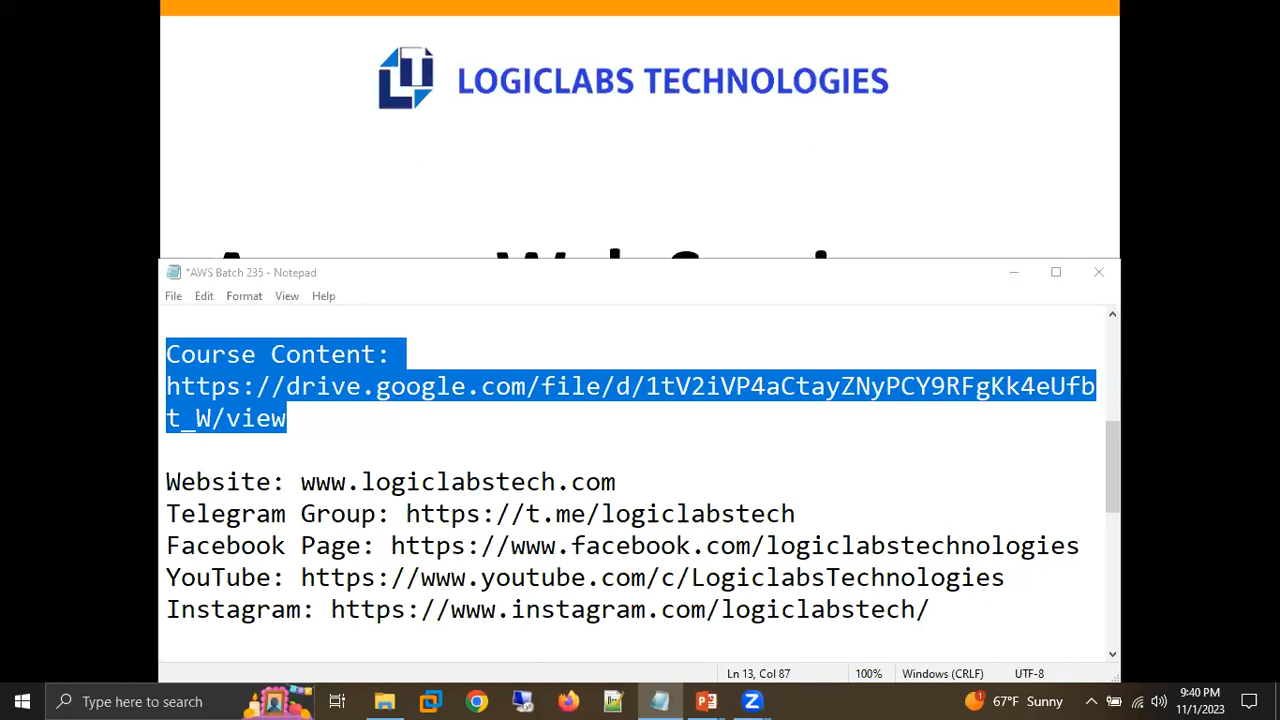 LOGICLABS TECHNOLOGIES
*AWS Batch 235 - Notepad
File Edit Format View Help
Course Content:
https://drive.google.com/file/d/1tV2iVP4aCtayZNyPCY9RFgKk4eUfb
t_W/view
Website: www.logiclabstech.com
Telegram Group: https://t.me/logiclabstech
Facebook Page: https://www.facebook.com/logiclabstechnologies
YouTube: https://www.youtube.com/c/LogiclabsTechnologies
Instagram: https://www.instagram.com/logiclabstech/
Ln 13, Col 87 100% Windows (CRLF) UTF-8
Type here to search 67°F Sunny 9:40 PM
11/1/2023